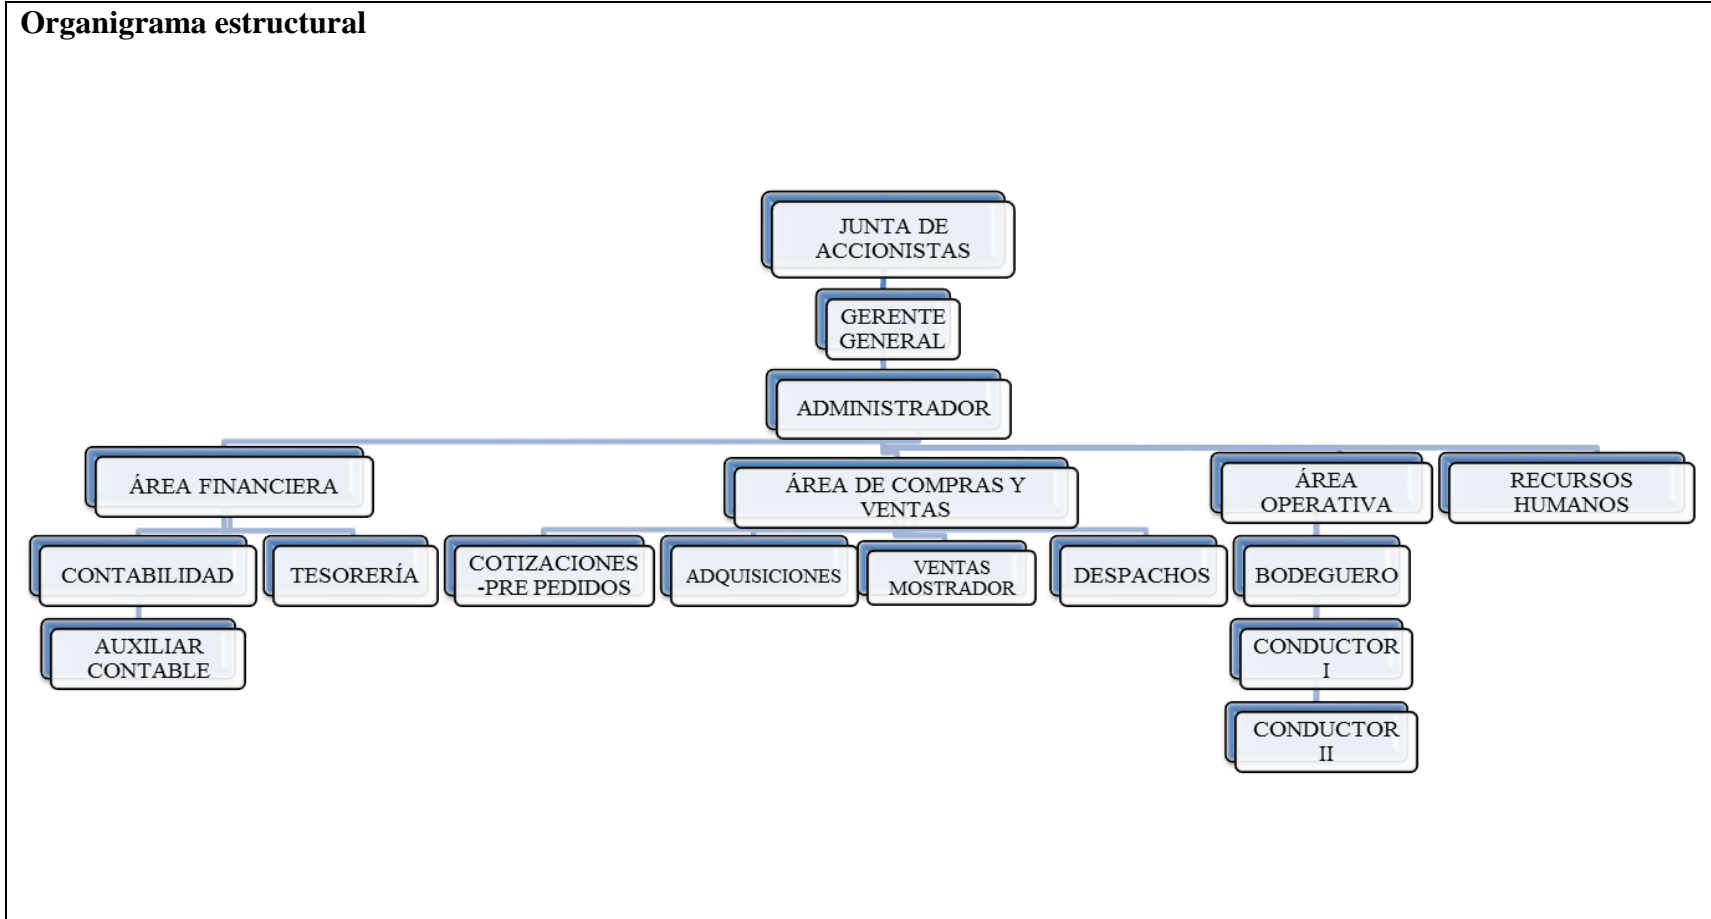 Organigrama estructural
JUNTA DE
ACCIONISTAS
GERENTE
GENERAL
ADMINISTRADOR
ÁREA FINANCIERA
ÁREA DE COMPRAS Y
VENTAS
ÁREA
OPERATIVA
RECURSOS
HUMANOS
CONTABILIDAD
TESORERÍA
COTIZACIONES
-PRE PEDIDOS
ADQUISICIONES
VENTAS
MOSTRADOR
DESPACHOS
BODEGUERO
AUXILIAR
CONTABLE
CONDUCTOR
I
CONDUCTOR
II